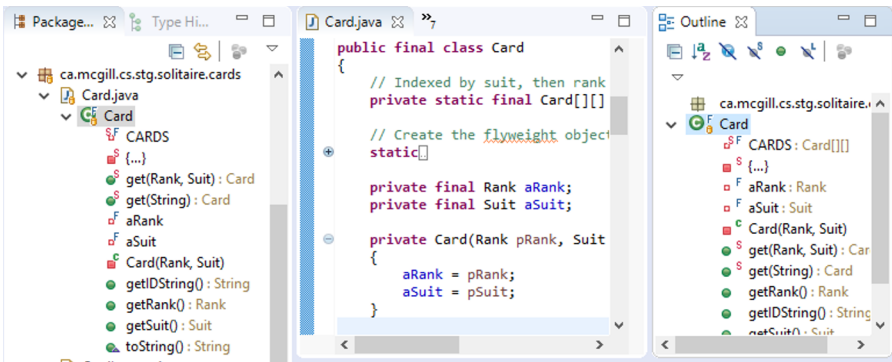 Package...
Type Hi...
ca.mcgill.cs.stg.solitaire.cards
Card.java
Card
CARDS
{...}
get(Rank, Suit) : Card
get(String) : Card
aRank
aSuit
Card(Rank, Suit)
getIDString() : String
getRank() : Rank
getSuit() : Suit
toString() : String
Card.java
»7
public final class Card
{
// Indexed by suit, then rank
private static final Card[][]
// Create the flyweight object
static
private final Rank aRank;
private final Suit aSuit;
private Card(Rank pRank, Suit
{
aRank = pRank;
aSuit = pSuit;
}
Outline
ca.mcgill.cs.stg.solitaire.
Card
CARDS : Card[][]
{...}
aRank : Rank
aSuit : Suit
Card(Rank, Suit)
get(Rank, Suit) : Car
get(String) : Card
getRank() : Rank
getIDString() : String
getSuit() : Suit